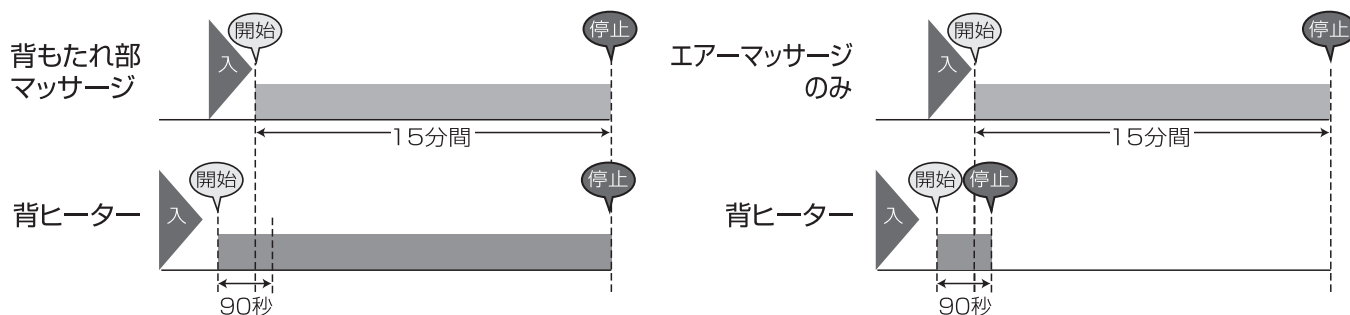 開始
停止
背もたれ部
マッサージ
入
15分間
開始
停止
背ヒーター
入
90秒
開始
停止
エアーマッサージ
のみ
入
15分間
開始
停止
背ヒーター
入
90秒